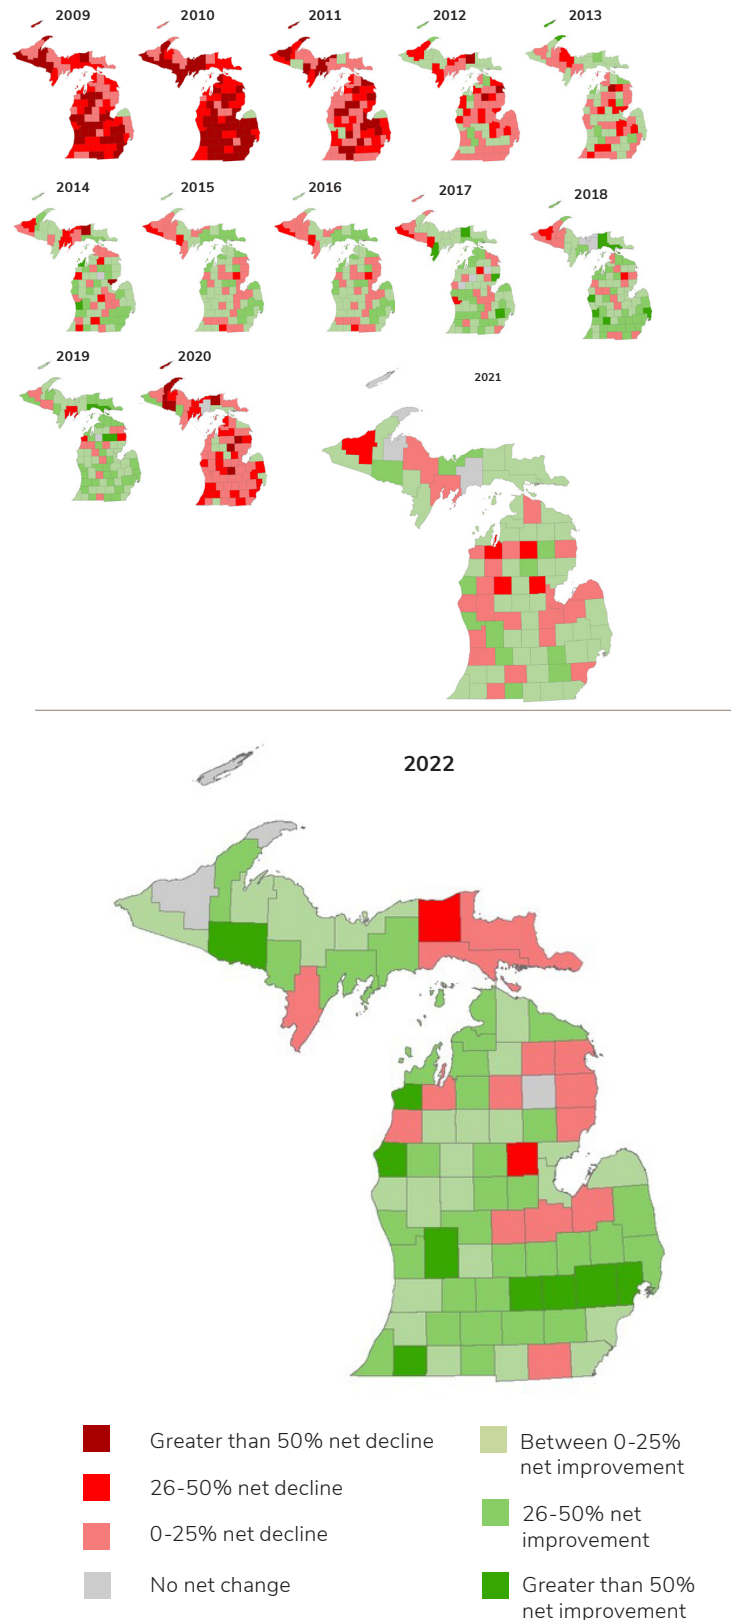 2009
2010
2011
2012
2013
2014
2015
2016
2017
2018
2019
2020
2021
2022
Greater than 50% net decline
26-50% net decline
0-25% net decline
No net change
Between 0-25%
net improvement
26-50% net
improvement
Greater than 50%
net improvement